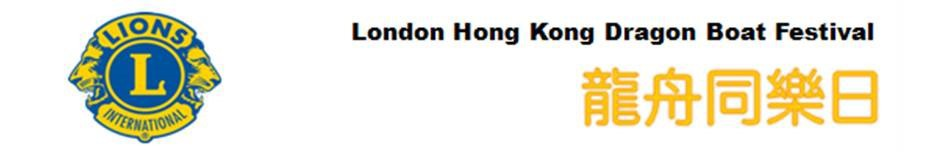 LIONS
L
INTERNATIONAL
®
London Hong Kong Dragon Boat Festival
龍舟同樂日